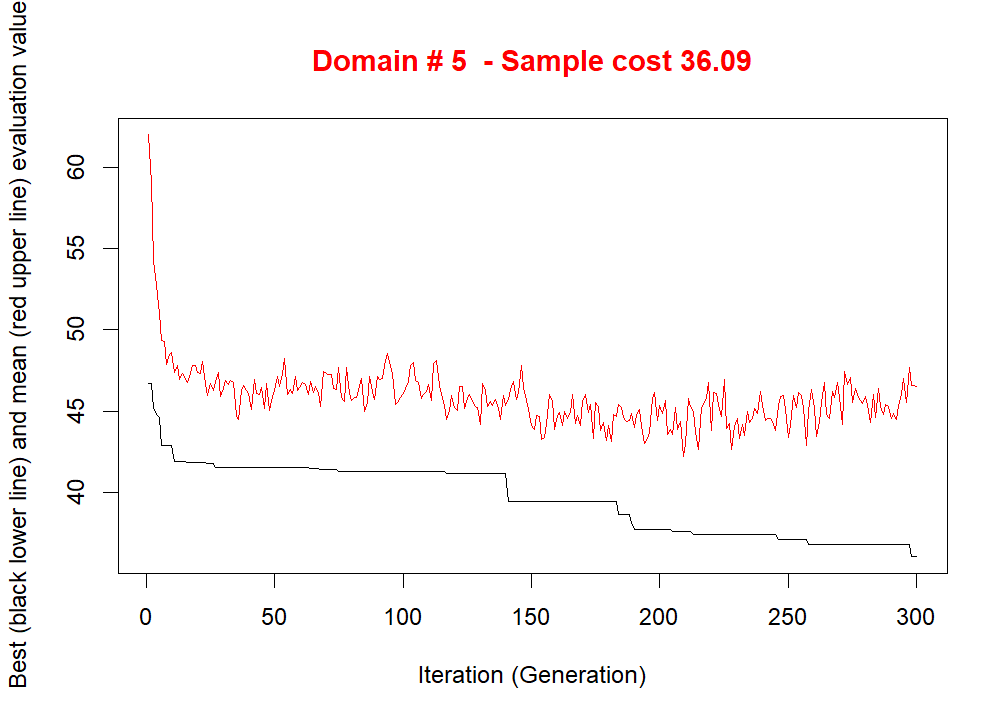 Domain # 5  - Sample cost 36.09
Best (black lower line) and mean (red upper line) evaluation value
60
55
50
45
40
0 50 100 150 200 250 300
Iteration (Generation)